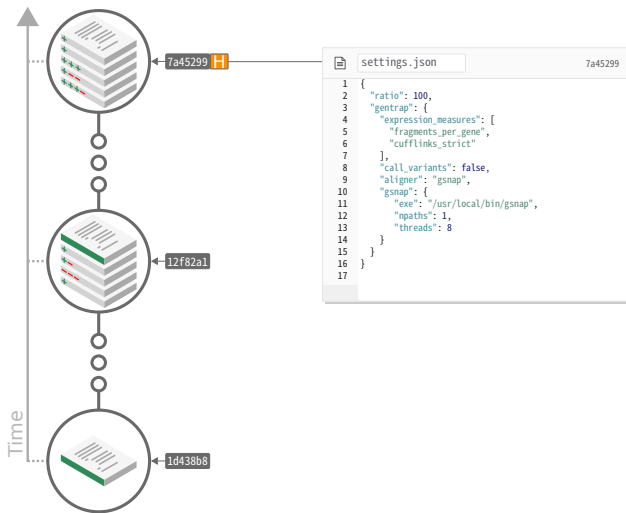 7a45299 H
settings.json 7a45299
1 {
2 "ratio": 100,
3 "gentrap": {
4 "expression_measures": [
5 "fragments_per_gene",
6 "cufflinks_strict"
7 ],
8 "call_variants": false,
9 "aligner": "gsnap",
10 "gsnap": {
11 "exe": "/usr/local/bin/gsnap",
12 "npaths": 1,
13 "threads": 8
14 }
15 }
16 }
17
12f82a1
Time
1d438b8